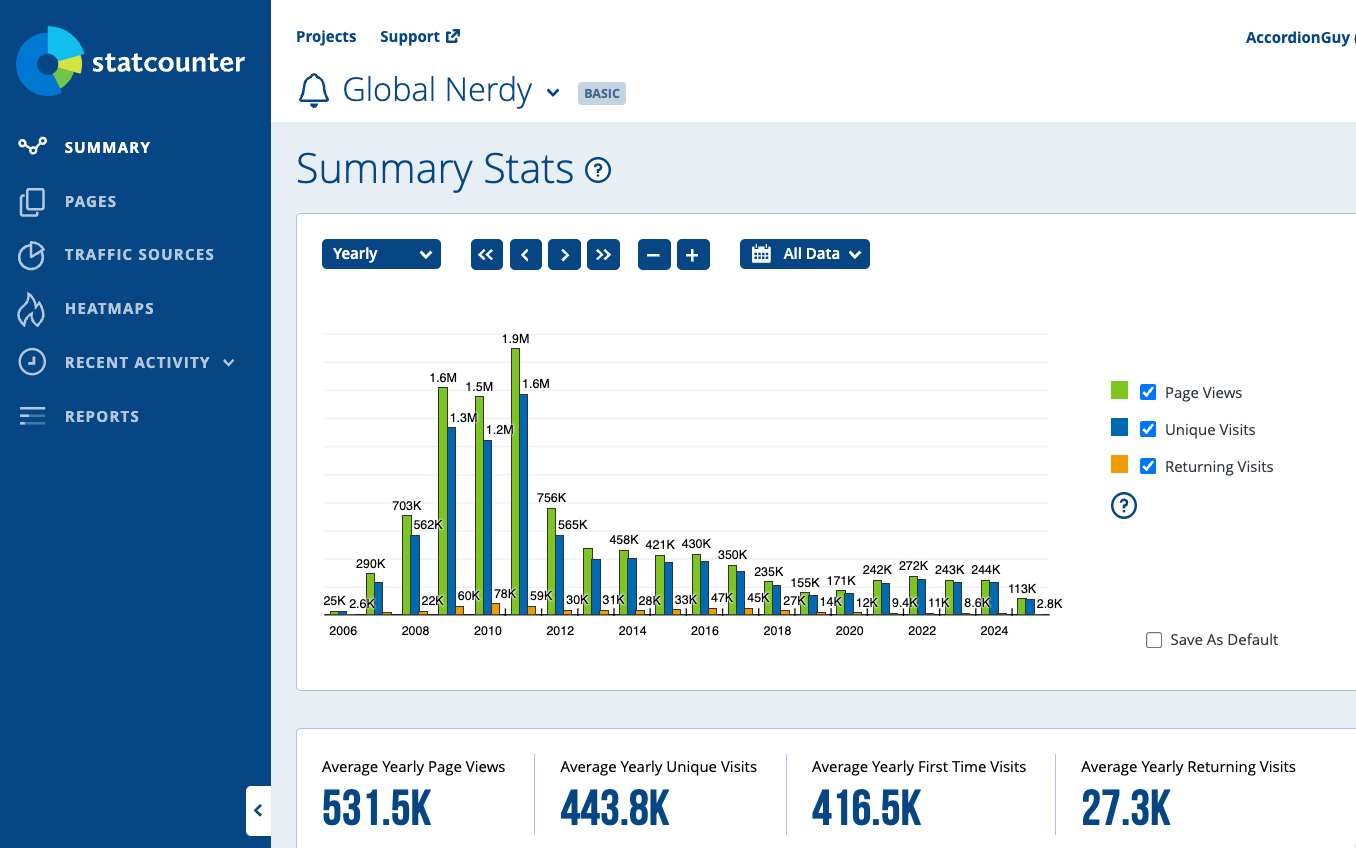 Projects Support AccordionGuy
statcounter
Global Nerdy BASIC
SUMMARY
PAGES
TRAFFIC SOURCES
HEATMAPS
RECENT ACTIVITY
REPORTS
Summary Stats ?
Yearly All Data
1.9M
1.6M 1.5M 1.6M
1.3M 1.2M
703K 756K
562K 565K
458K 421K 430K
290K 350K
235K 155K 171K 242K 272K 243K 244K 113K
25K 2.6K 22K 60K 78K 59K 30K 31K 28K 33K 47K 45K 27K 14K 12K 9.4K 11K 8.6K 2.8K
2006 2008 2010 2012 2014 2016 2018 2020 2022 2024
Page Views
Unique Visits
Returning Visits
?
Save As Default
Average Yearly Page Views Average Yearly Unique Visits Average Yearly First Time Visits Average Yearly Returning Visits
531.5K 443.8K 416.5K 27.3K